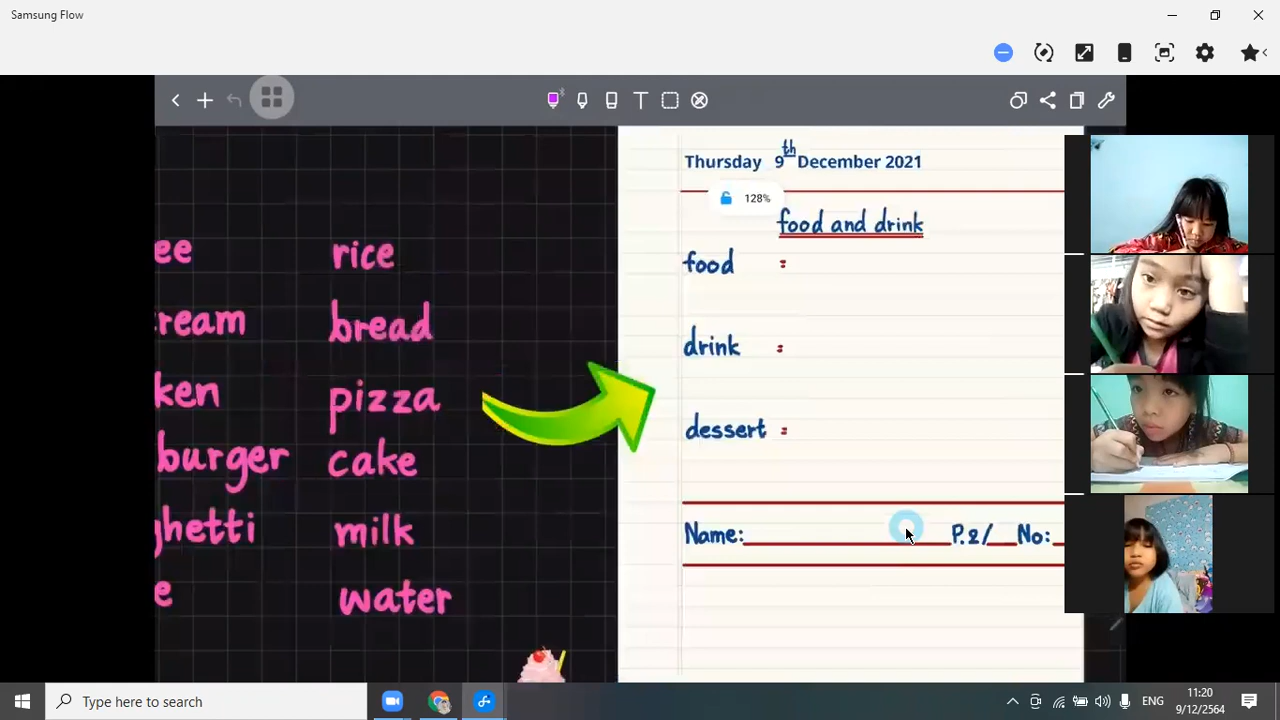 Samsung Flow
T
Thursday 9th December 2021
128%
food and drink
ee rice
food :
ream bread
drink :
ken pizza
dessert :
burger cake
ghetti milk
Name: P.2/ No:
e water
Type here to search
ENG
11:20
9/12/2564